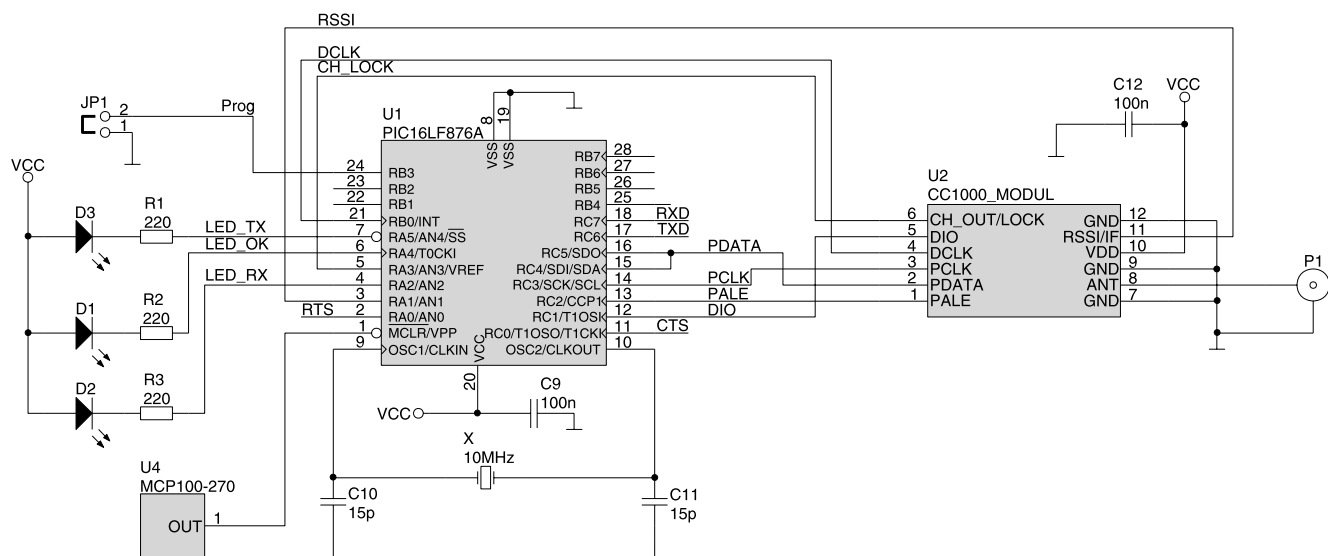 RSSI
DCLK
CH_LOCK
JP1
2
1
Prog
VCC
U1
PIC16LF876A
8
19
VSS
VSS
24 RB3
23 RB2
22 RB1
21 RB0/INT
7 RA5/AN4/SS
6 RA4/T0CKI
5 RA3/AN3/VREF
4 RA2/AN2
3 RA1/AN1
2 RA0/AN0
1 MCLR/VPP
9 OSC1/CLKIN
RB7 28
RB6 27
RB5 26
RB4 25
RC7 18 RXD
RC6 17 TXD
RC5/SDO 16 PDATA
RC4/SDI/SDA 15
RC3/SCK/SCL 14 PCLK
RC2/CCP1 13 PALE
RC1/T1OSK 12 DIO
RC0/T1OSO/T1CKK 11 CTS
OSC2/CLKOUT 10
VCC
20
D3
R1
220
LED_TX
LED_OK
D1
R2
220
LED_RX
RTS
D2
R3
220
VCC
C9
100n
X
10MHz
C10
15p
C11
15p
U4
MCP100-270
OUT 1
C12
100n
VCC
U2
CC1000_MODUL
6 CH_OUT/LOCK
5 DIO
4 DCLK
3 PCLK
2 PDATA
1 PALE
GND 12
RSSI/IF 11
VDD 10
GND 9
ANT 8
GND 7
P1